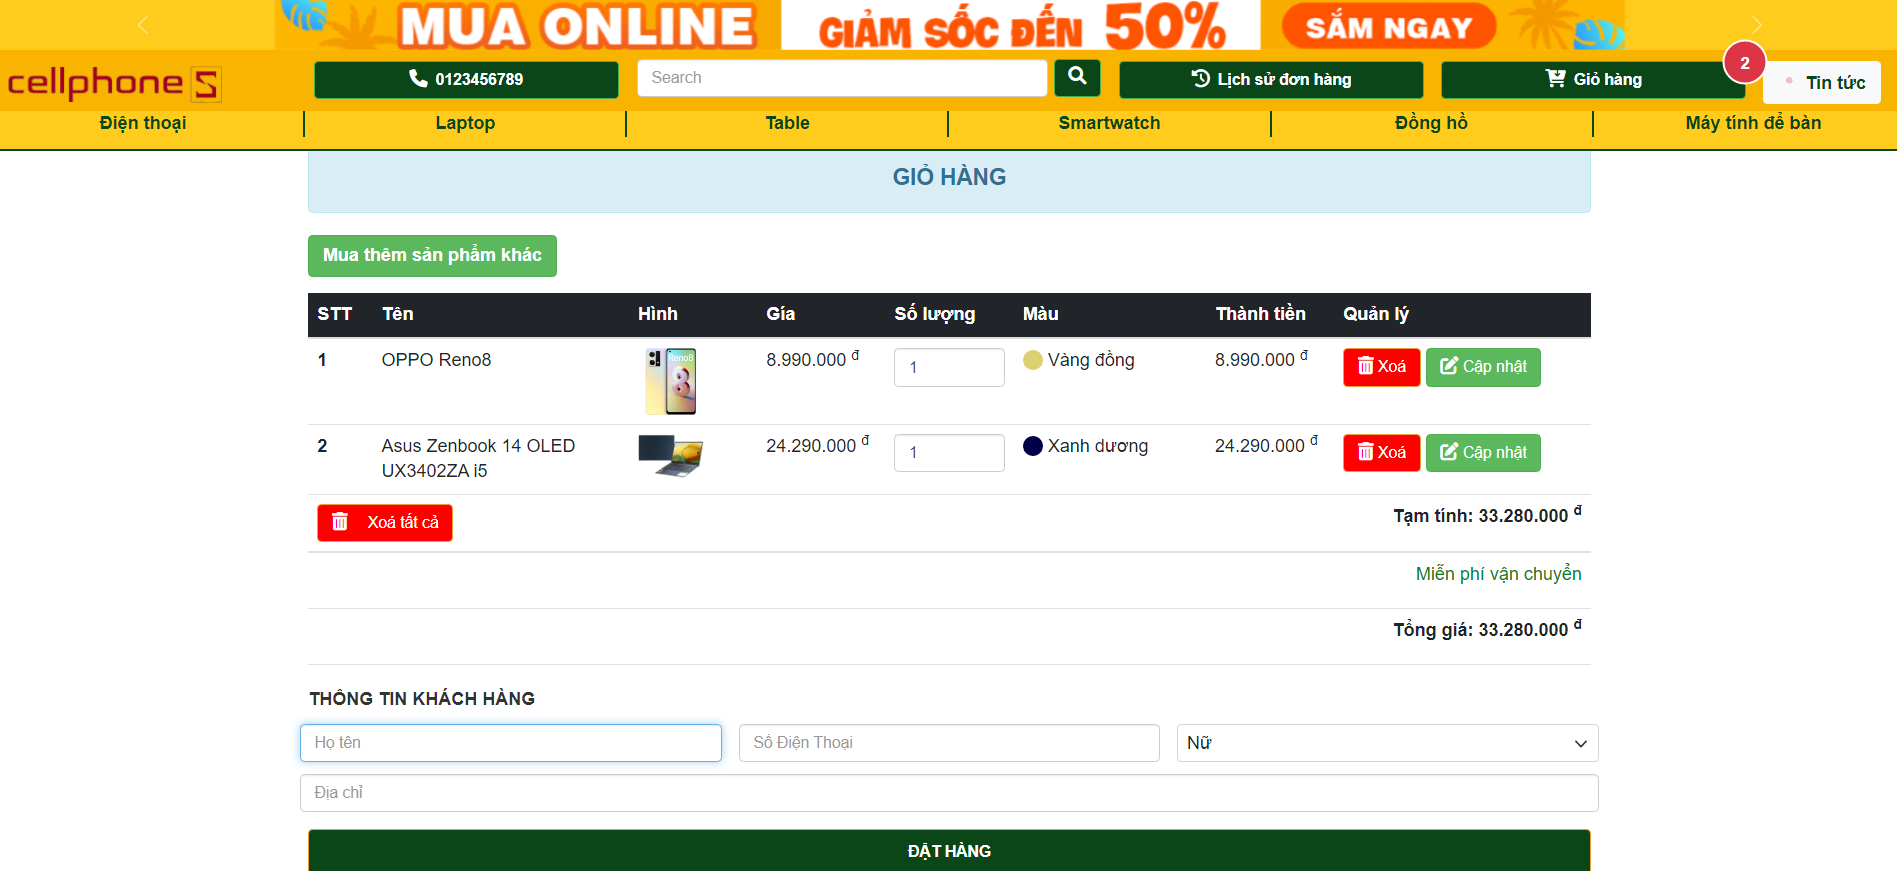 MUA ONLINE GIẢM SỐC ĐẾN 50% SẮM NGAY
cellphone S 0123456789 Search Lịch sử đơn hàng Giỏ hàng 2 Tin tức
Điện thoại Laptop Table Smartwatch Đồng hồ Máy tính để bàn
GIỎ HÀNG
Mua thêm sản phẩm khác
STT Tên Hình Gía Số lượng Màu Thành tiền Quản lý
1 OPPO Reno8 Reno8 8.990.000 đ 1 Vàng đồng 8.990.000 đ Xoá Cập nhật
2 Asus Zenbook 14 OLED 24.290.000 đ 1 Xanh dương 24.290.000 đ Xoá Cập nhật
UX3402ZA i5
Xoá tất cả Tạm tính: 33.280.000 đ
Miễn phí vận chuyển
Tổng giá: 33.280.000 đ
THÔNG TIN KHÁCH HÀNG
Họ tên Số Điện Thoại Nữ
Địa chỉ
ĐẶT HÀNG